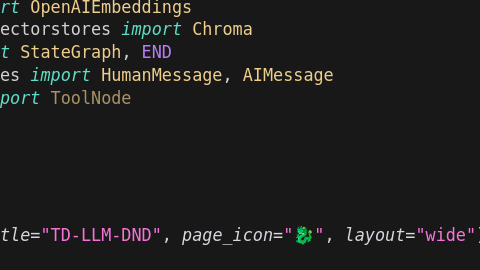 rt OpenAIEmbeddings
ectorstores import Chroma
t StateGraph, END
es import HumanMessage, AIMessage
port ToolNode
tle="TD-LLM-DND", page_icon="🐉", layout="wide")